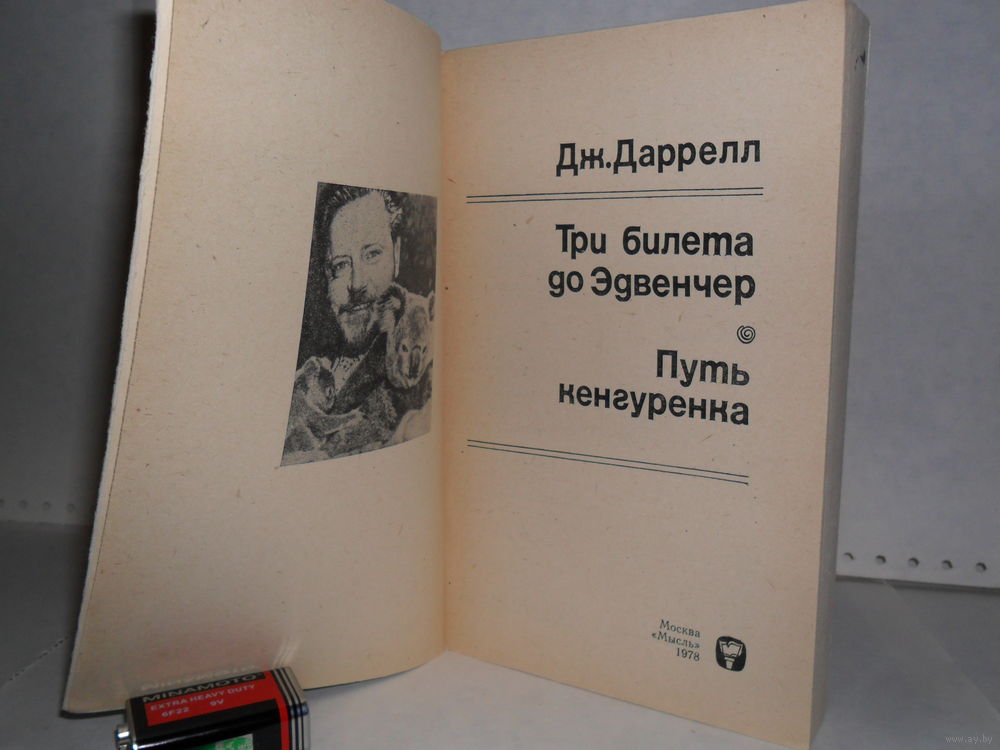 Дж. Даррелл
Три билета
до Эдвенчер
Путь
кенгуренка
Москва
«Мысль»
1978
MINAMOTO
MINAMOTO
EXTRA HEAVY DUTY
6F22 9V
www.ay.by